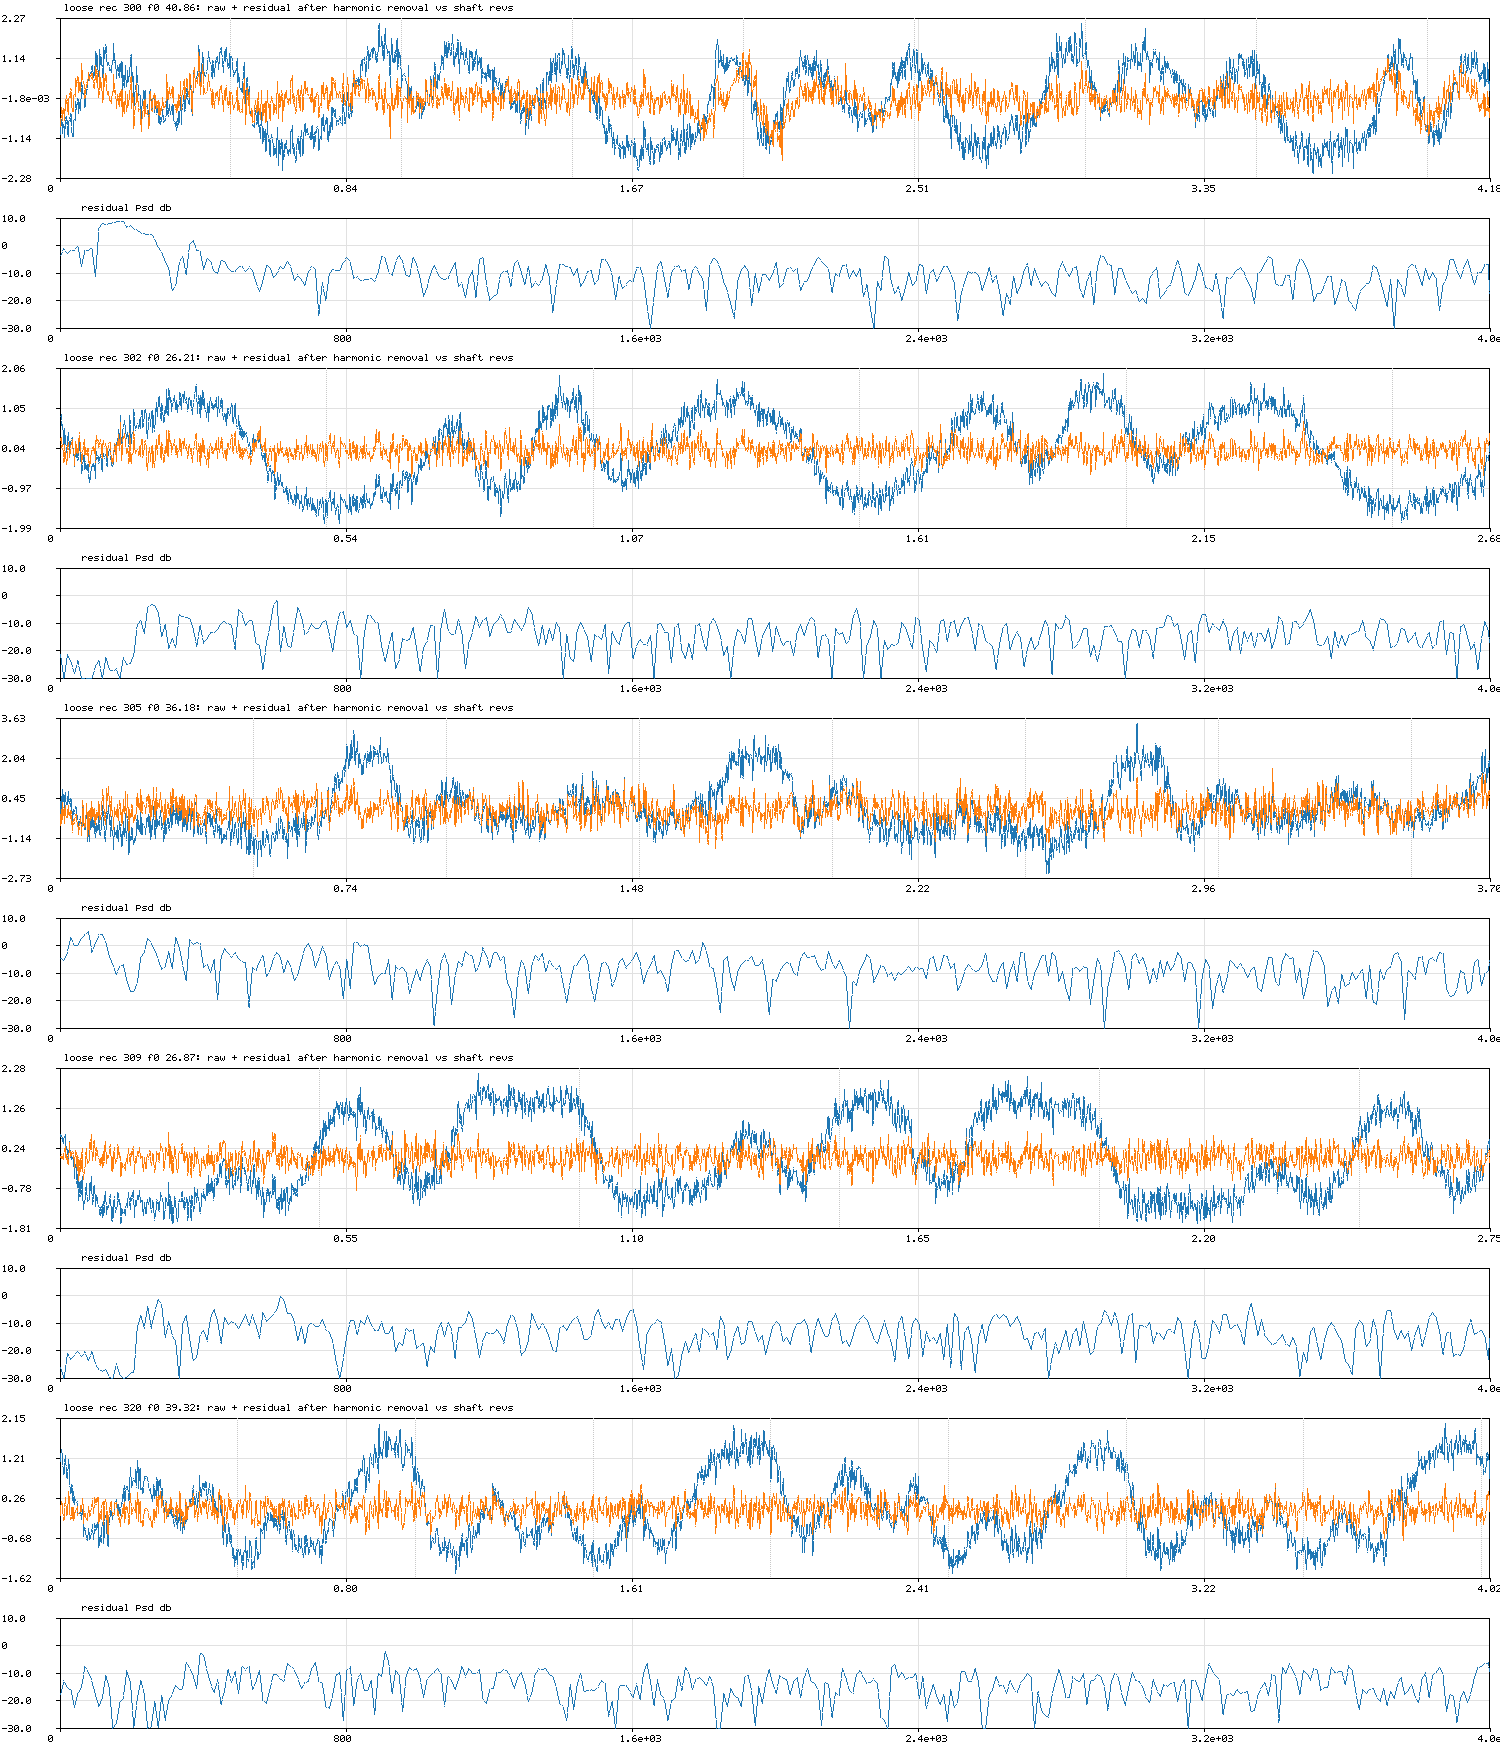 loose rec 300 f0 40.86: raw + residual after harmonic removal vs shaft revs
2.27
1.14
-1.8e-03
-1.14
-2.28
0 0.84 1.67 2.51 3.35 4.18
residual Psd db
10.0
0
-10.0
-20.0
-30.0
0 800 1.6e+03 2.4e+03 3.2e+03 4.0e
loose rec 302 f0 26.21: raw + residual after harmonic removal vs shaft revs
2.06
1.05
0.04
-0.97
-1.99
0 0.54 1.07 1.61 2.15 2.68
residual Psd db
10.0
0
-10.0
-20.0
-30.0
0 800 1.6e+03 2.4e+03 3.2e+03 4.0e
loose rec 305 f0 36.18: raw + residual after harmonic removal vs shaft revs
3.63
2.04
0.45
-1.14
-2.73
0 0.74 1.48 2.22 2.96 3.70
residual Psd db
10.0
0
-10.0
-20.0
-30.0
0 800 1.6e+03 2.4e+03 3.2e+03 4.0e
loose rec 309 f0 26.87: raw + residual after harmonic removal vs shaft revs
2.28
1.26
0.24
-0.78
-1.81
0 0.55 1.10 1.65 2.20 2.75
residual Psd db
10.0
0
-10.0
-20.0
-30.0
0 800 1.6e+03 2.4e+03 3.2e+03 4.0e
loose rec 320 f0 39.32: raw + residual after harmonic removal vs shaft revs
2.15
1.21
0.26
-0.68
-1.62
0 0.80 1.61 2.41 3.22 4.02
residual Psd db
10.0
0
-10.0
-20.0
-30.0
0 800 1.6e+03 2.4e+03 3.2e+03 4.0e